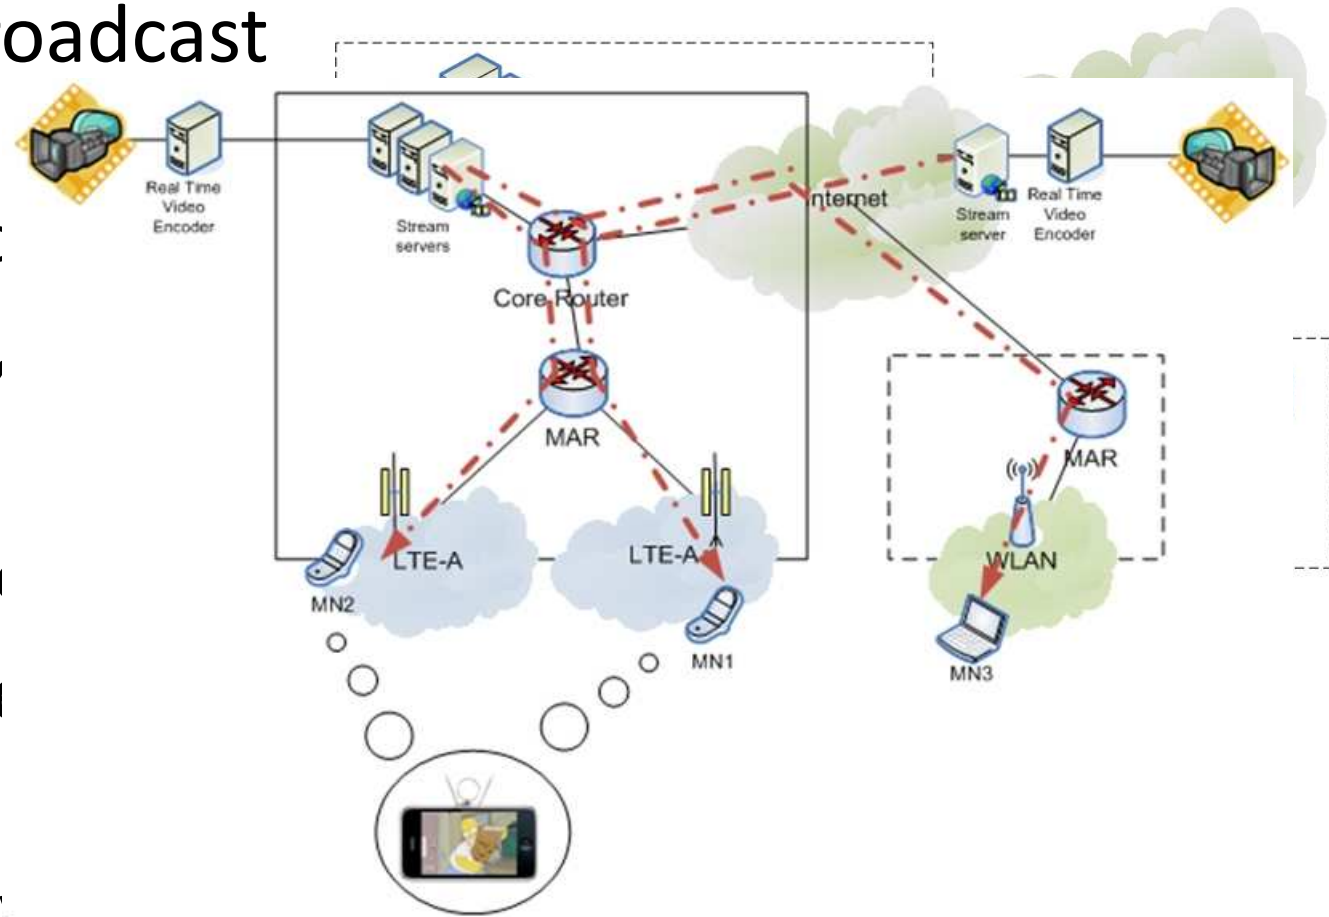 roadcast
Real Time
Video
Encoder
Stream
servers
Core Router
nternet
Stream
server
Real Time
Video
Encoder
MAR
MAR
LTE-A
LTE-A
WLAN
MN2
MN1
MN3